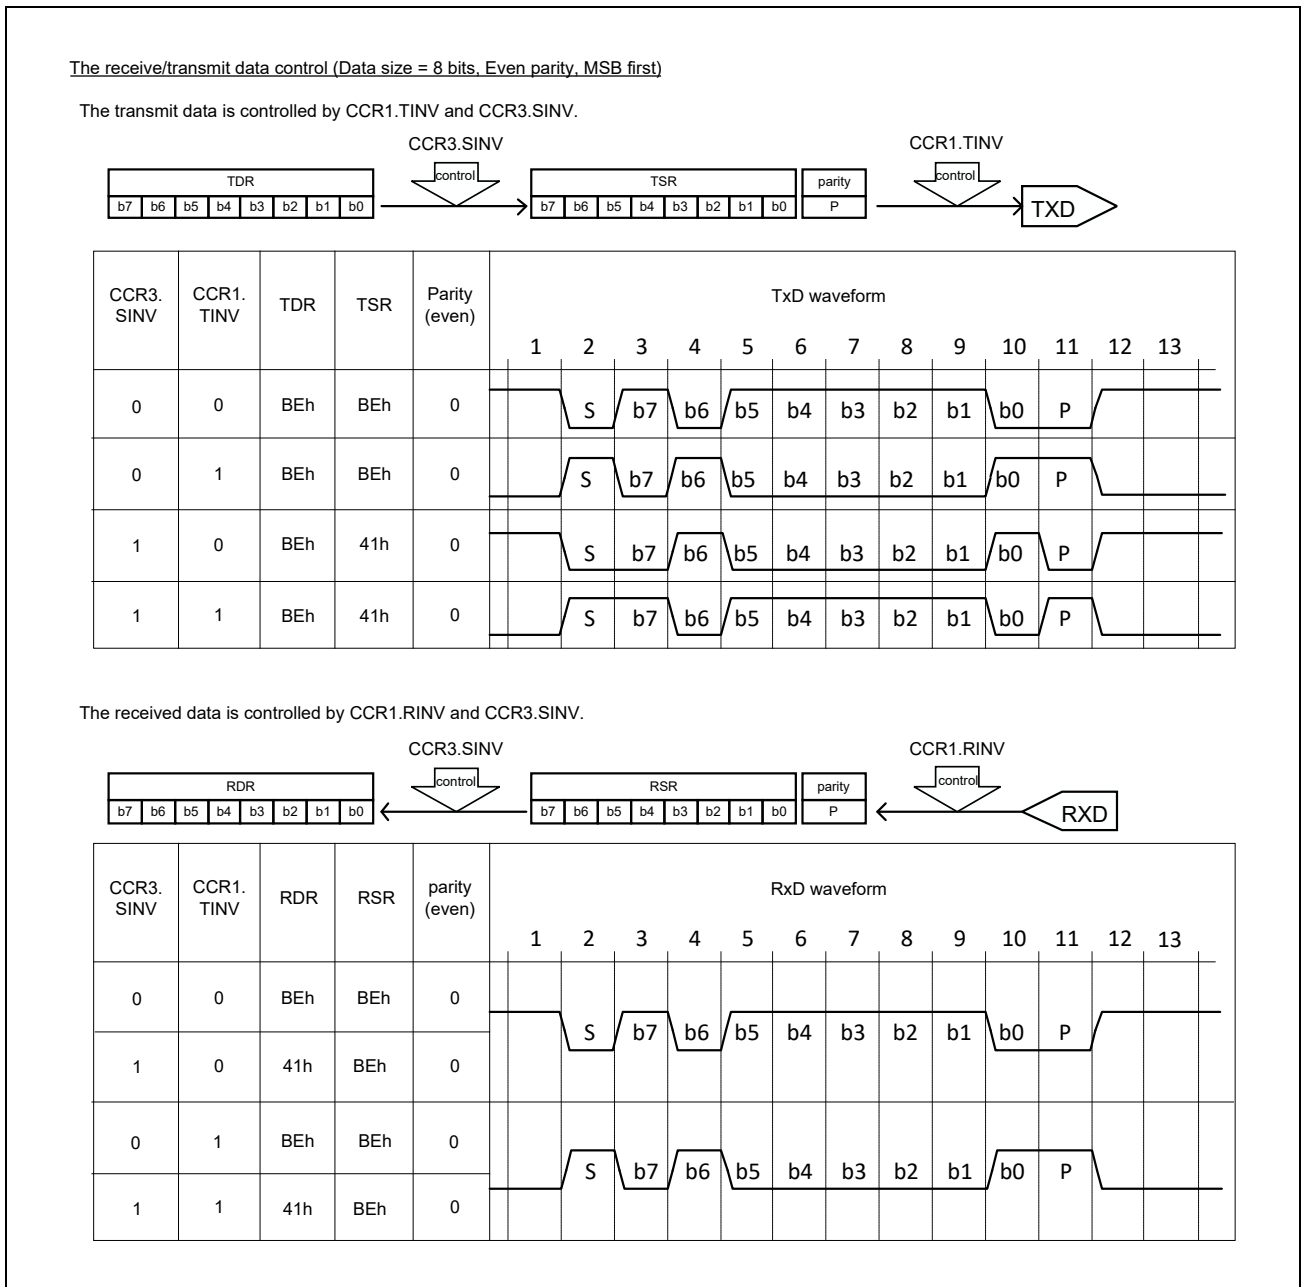 The receive/transmit data control (Data size = 8 bits, Even parity, MSB first)
The transmit data is controlled by CCR1.TINV and CCR3.SINV.
CCR3.SINV CCR1.TINV
control control
TDR TSR parity
b7 b6 b5 b4 b3 b2 b1 b0 b7 b6 b5 b4 b3 b2 b1 b0 P TXD
CCR3. CCR1. TDR TSR Parity TxD waveform
SINV TINV (even)
1 2 3 4 5 6 7 8 9 10 11 12 13
0 0 BEh BEh 0 S b7 b6 b5 b4 b3 b2 b1 b0 P
0 1 BEh BEh 0 S b7 b6 b5 b4 b3 b2 b1 b0 P
1 0 BEh 41h 0 S b7 b6 b5 b4 b3 b2 b1 b0 P
1 1 BEh 41h 0 S b7 b6 b5 b4 b3 b2 b1 b0 P
The received data is controlled by CCR1.RINV and CCR3.SINV.
CCR3.SINV CCR1.RINV
control control
RDR RSR parity
b7 b6 b5 b4 b3 b2 b1 b0 b7 b6 b5 b4 b3 b2 b1 b0 P RXD
CCR3. CCR1. RDR RSR parity RxD waveform
SINV TINV (even)
1 2 3 4 5 6 7 8 9 10 11 12 13
0 0 BEh BEh 0
S b7 b6 b5 b4 b3 b2 b1 b0 P
1 0 41h BEh 0
0 1 BEh BEh 0
S b7 b6 b5 b4 b3 b2 b1 b0 P
1 1 41h BEh 0